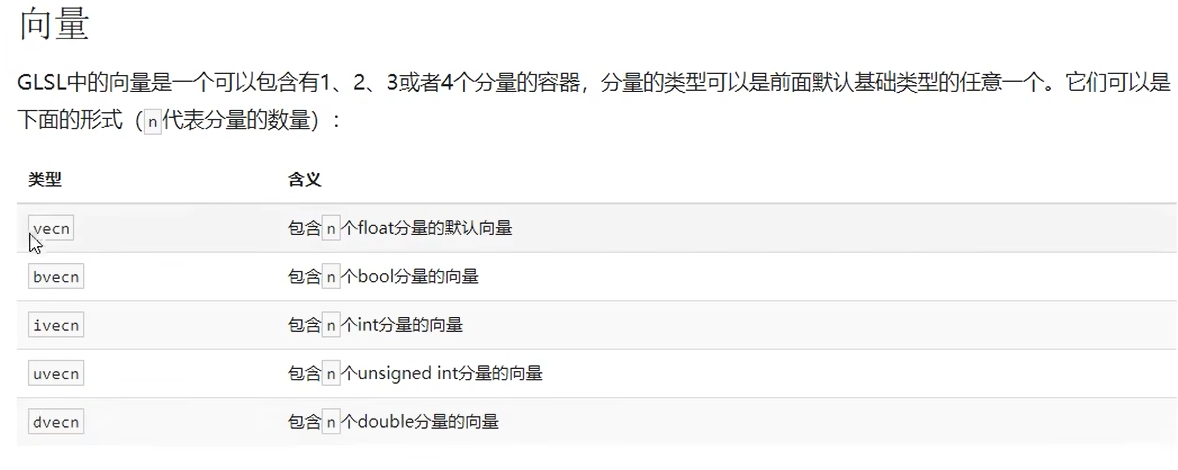 向量
GLSL中的向量是一个可以包含有1、2、3或者4个分量的容器，分量的类型可以是前面默认基础类型的任意一个。它们可以是
下面的形式（n代表分量的数量）：
类型 含义
vecn 包含n个float分量的默认向量
bvecn 包含n个bool分量的向量
ivecn 包含n个int分量的向量
uvecn 包含n个unsigned int分量的向量
dvecn 包含n个double分量的向量